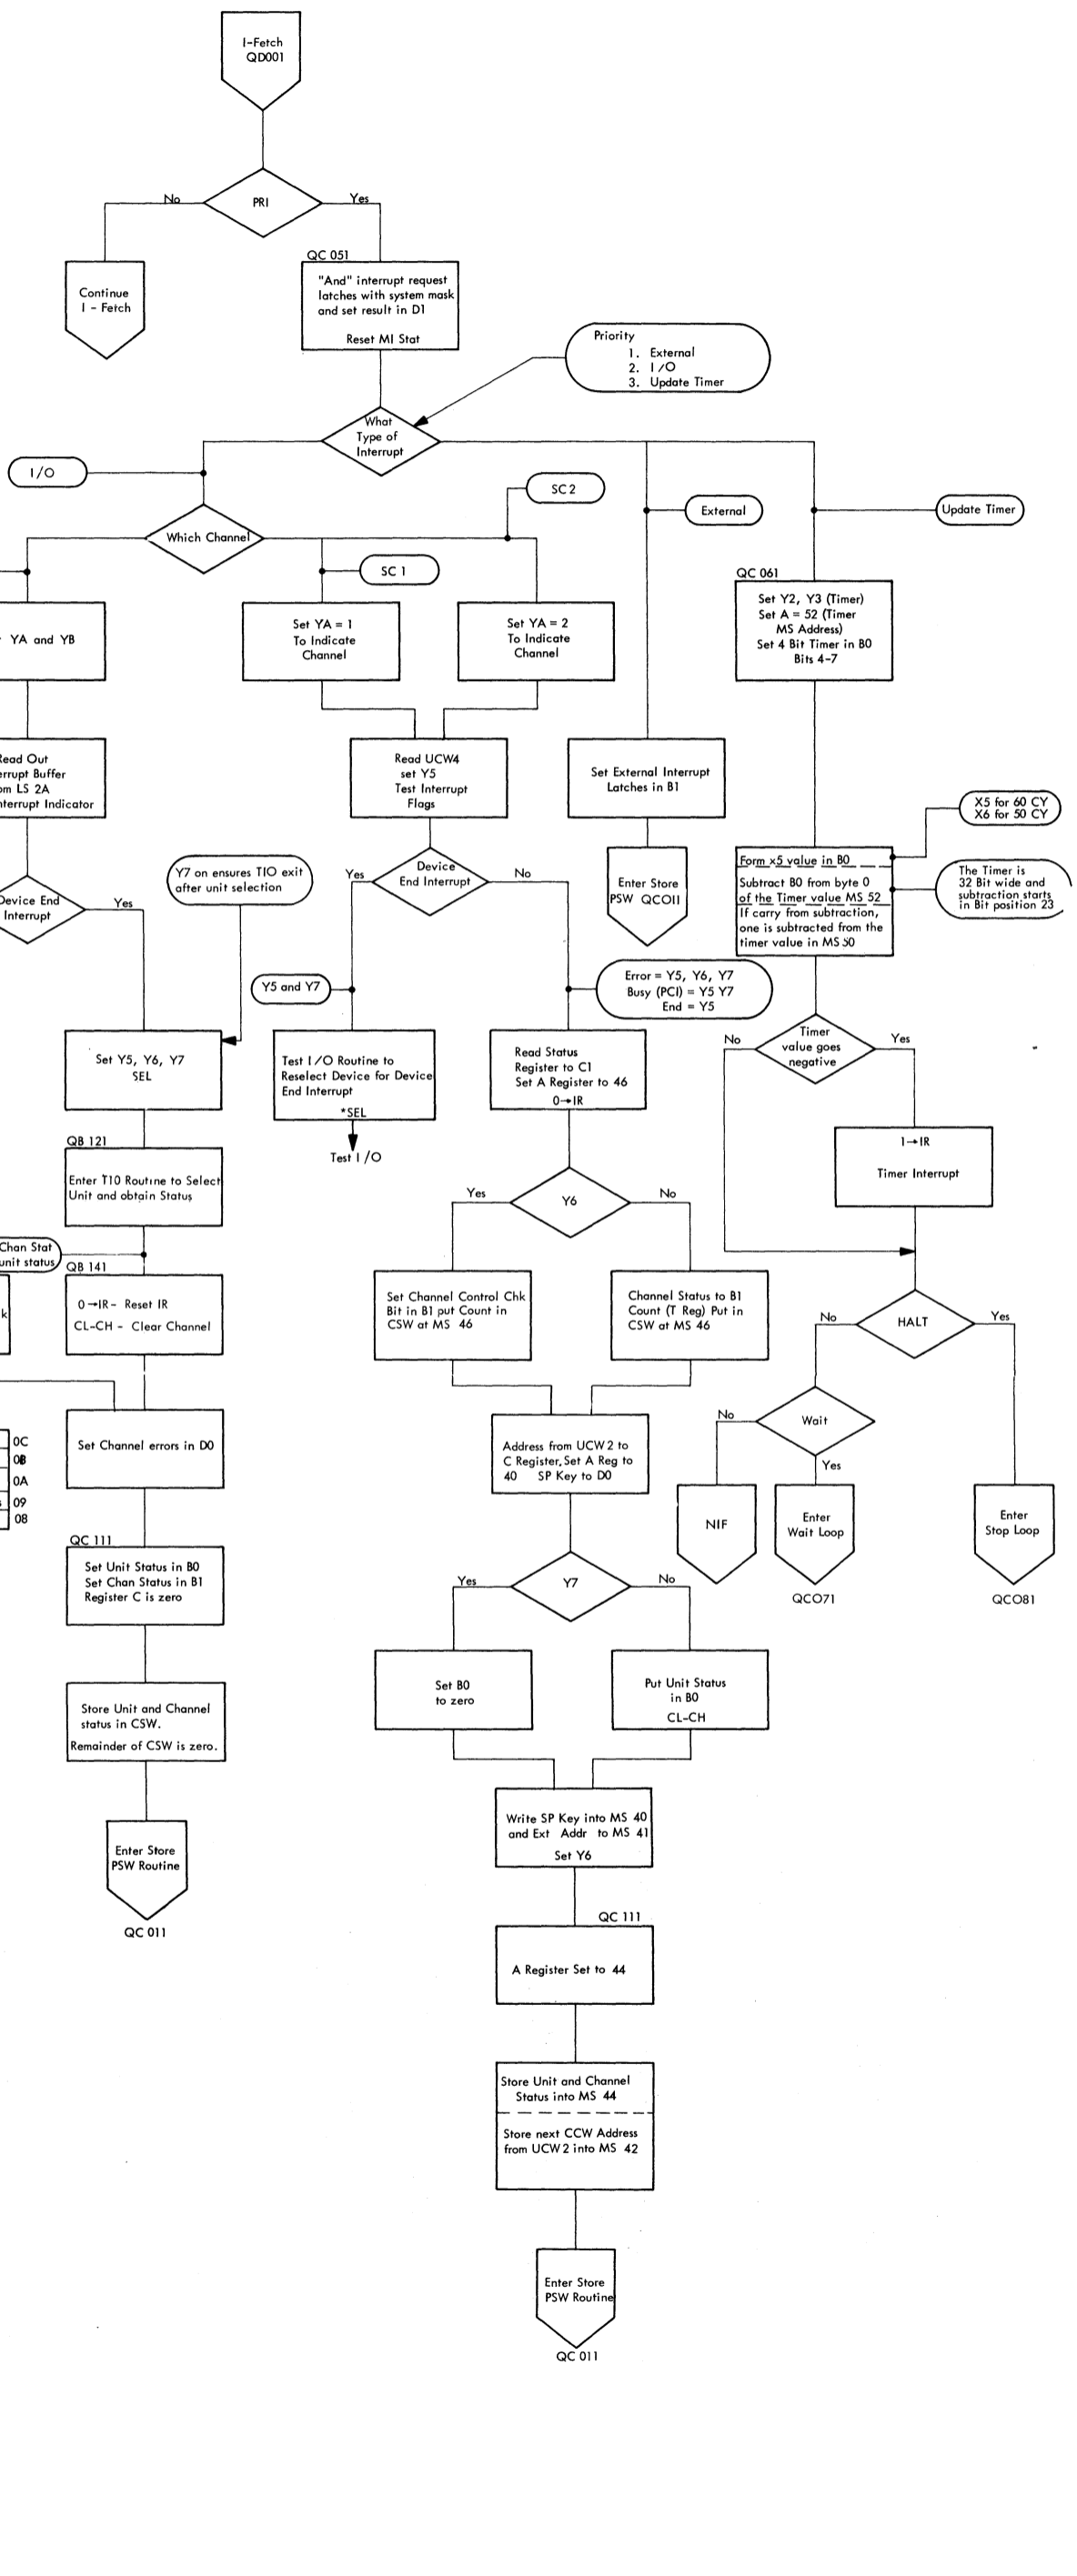 I-Fetch
QD001
PRI
No
Yes
Continue
I - Fetch
QC 051
"And" interrupt request
latches with system mask
and set result in D1
Reset MI Stat
Priority
1. External
2. I/O
3. Update Timer
What
Type of
Interrupt
I/O
Which Channel
SC 2
SC 1
External
Update Timer
YA and YB
Set YA = 1
To Indicate
Channel
Set YA = 2
To Indicate
Channel
QC 061
Set Y2, Y3 (Timer)
Set A = 52 (Timer
MS Address)
Set 4 Bit Timer in B0
Bits 4-7
Read Out
errupt Buffer
om LS 2A
nterrupt Indicator
Read UCW4
set Y5
Test Interrupt
Flags
Set External Interrupt
Latches in B1
X5 for 60 CY
X6 for 50 CY
Device End
Interrupt
Yes
Y7 on ensures TIO exit
after unit selection
Yes
Device
End Interrupt
No
Enter Store
PSW QCO11
Form x5 value in B0
Subtract B0 from byte 0
of the Timer value MS 52
If carry from subtraction,
one is subtracted from the
timer value in MS 50
The Timer is
32 Bit wide and
subtraction starts
in Bit position 23
Y5 and Y7
Error = Y5, Y6, Y7
Busy (PCI) = Y5 Y7
End = Y5
Set Y5, Y6, Y7
SEL
Test I/O Routine to
Reselect Device for Device
End Interrupt
*SEL
Test I/O
Read Status
Register to C1
Set A Register to 46
0→IR
No
Timer
value goes
negative
Yes
1→IR
Timer Interrupt
QB 121
Enter T10 Routine to Select
Unit and obtain Status
Yes
Y6
No
Chan Stat
unit status
QB 141
k
0→IR- Reset IR
CL-CH - Clear Channel
Set Channel Control Chk
Bit in B1 put Count in
CSW at MS 46
Channel Status to B1
Count (T Reg) Put in
CSW at MS 46
No
HALT
Yes
No
Wait
Yes
0C
0B
0A
s 09
08
Set Channel errors in D0
Address from UCW 2 to
C Register, Set A Reg to
40 SP Key to D0
NIF
Enter
Wait Loop
QCO71
Enter
Stop Loop
QCO81
QC 111
Set Unit Status in B0
Set Chan Status in B1
Register C is zero
Yes
Y7
No
Set B0
to zero
Put Unit Status
in B0
CL-CH
Store Unit and Channel
status in CSW.
Remainder of CSW is zero.
Write SP Key into MS 40
and Ext Addr to MS 41
Set Y6
Enter Store
PSW Routine
QC 011
QC 111
A Register Set to 44
Store Unit and Channel
Status into MS 44
Store next CCW Address
from UCW 2 into MS 42
Enter Store
PSW Routine
QC 011